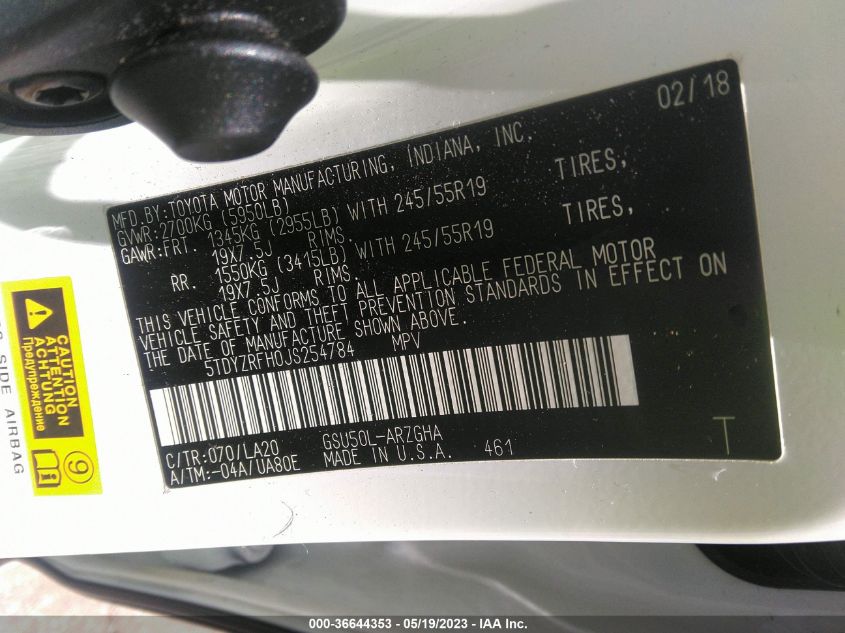 02/18
MFD.BY:TOYOTA MOTOR MANUFACTURING, INDIANA, INC.
GVWR:2700KG (5950LB)
GAWR:FRT. 1345KG (2955LB) WITH 245/55R19 TIRES,
19X7.5J RIMS.
RR. 1550KG (3415LB) WITH 245/55R19 TIRES,
19X7.5J RIMS.
THIS VEHICLE CONFORMS TO ALL APPLICABLE FEDERAL MOTOR
VEHICLE SAFETY AND THEFT PREVENTION STANDARDS IN EFFECT ON
THE DATE OF MANUFACTURE SHOWN ABOVE.
5TDYZRFH0JS254784 MPV
C/TR:070/LA20 GSU50L-ARZGHA
A/TM:-04A/UA80E MADE IN U.S.A. 461
T
CAUTION
ATTENTION
ACHTUNG
Предупреждение
SIDE AIRBAG
9
000-36644353 - 05/19/2023 - IAA Inc.